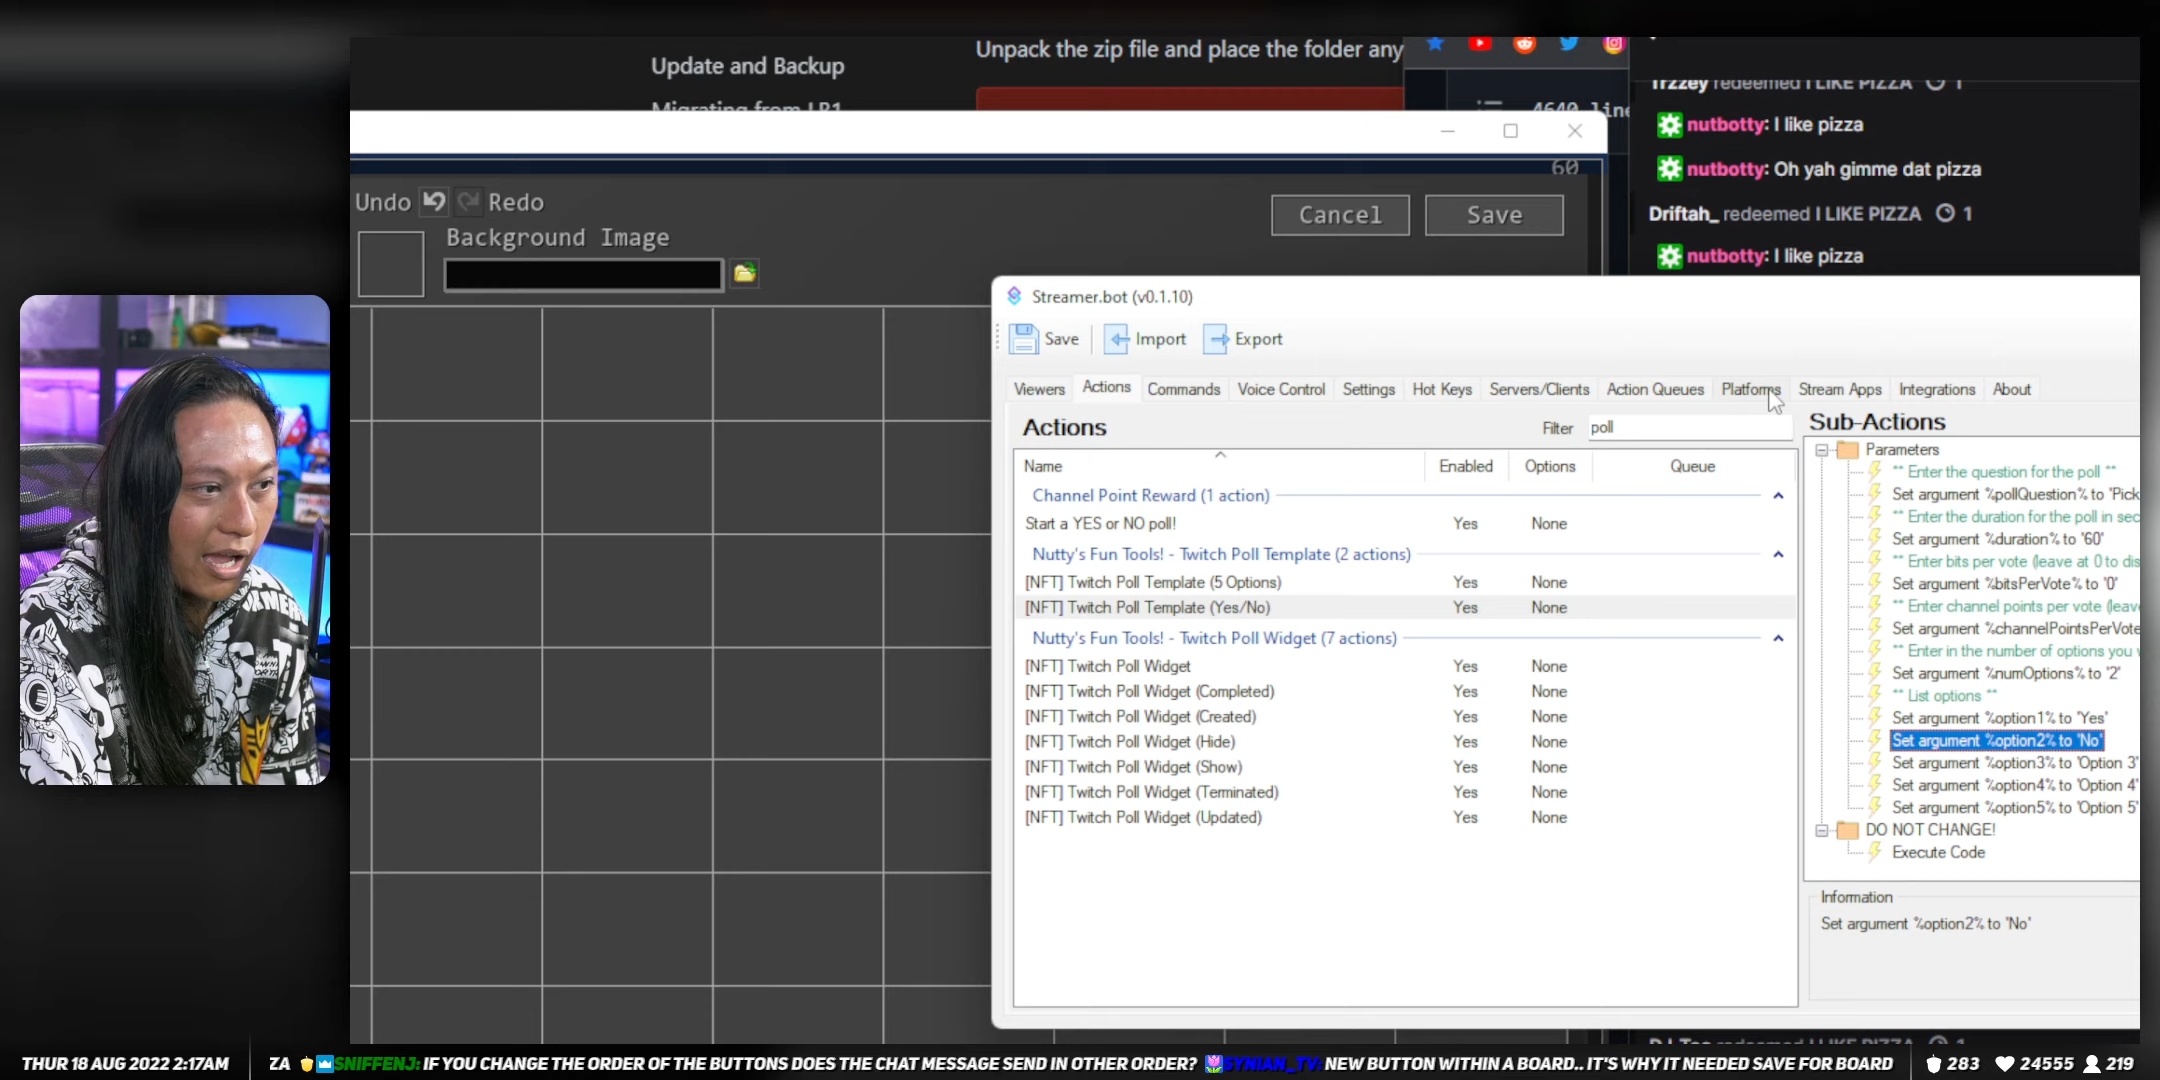 Update and Backup
Unpack the zip file and place the folder any
Migrating from LB1
4640 line
60
Undo
Redo
Background Image
Cancel
Save
Trzzey redeemed I LIKE PIZZA 1
nutbotty: I like pizza
nutbotty: Oh yah gimme dat pizza
Driftah_ redeemed I LIKE PIZZA 1
nutbotty: I like pizza
Streamer.bot (v0.1.10)
Save
Import
Export
Viewers
Actions
Commands
Voice Control
Settings
Hot Keys
Servers/Clients
Action Queues
Platforms
Stream Apps
Integrations
About
Actions
Filter
poll
Name
Enabled
Options
Queue
Channel Point Reward (1 action)
Start a YES or NO poll! Yes None
Nutty's Fun Tools! - Twitch Poll Template (2 actions)
[NFT] Twitch Poll Template (5 Options) Yes None
[NFT] Twitch Poll Template (Yes/No) Yes None
Nutty's Fun Tools! - Twitch Poll Widget (7 actions)
[NFT] Twitch Poll Widget Yes None
[NFT] Twitch Poll Widget (Completed) Yes None
[NFT] Twitch Poll Widget (Created) Yes None
[NFT] Twitch Poll Widget (Hide) Yes None
[NFT] Twitch Poll Widget (Show) Yes None
[NFT] Twitch Poll Widget (Terminated) Yes None
[NFT] Twitch Poll Widget (Updated) Yes None
Sub-Actions
Parameters
** Enter the question for the poll **
Set argument %pollQuestion% to 'Pick
** Enter the duration for the poll in sec
Set argument %duration% to '60'
** Enter bits per vote (leave at 0 to dis
Set argument %bitsPerVote% to '0'
** Enter channel points per vote (leav
Set argument %channelPointsPerVote
** Enter in the number of options you
Set argument %numOptions% to '2'
** List options **
Set argument %option1% to 'Yes'
Set argument %option2% to 'No'
Set argument %option3% to 'Option 3'
Set argument %option4% to 'Option 4'
Set argument %option5% to 'Option 5'
DO NOT CHANGE!
Execute Code
Information
Set argument %option2% to 'No'
THUR 18 AUG 2022 2:17AM
ZA SNIFFENJ: IF YOU CHANGE THE ORDER OF THE BUTTONS DOES THE CHAT MESSAGE SEND IN OTHER ORDER? SYNIAN_TV: NEW BUTTON WITHIN A BOARD.. IT'S WHY IT NEEDED SAVE FOR BOARD
283 24555 219